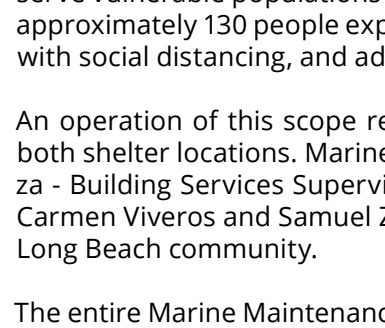 serve vulnerable populations
approximately 130 people exp
with social distancing, and ad
An operation of this scope re
both shelter locations. Marine
za - Building Services Supervi
Carmen Viveros and Samuel Z
Long Beach community.
The entire Marine Maintenanc